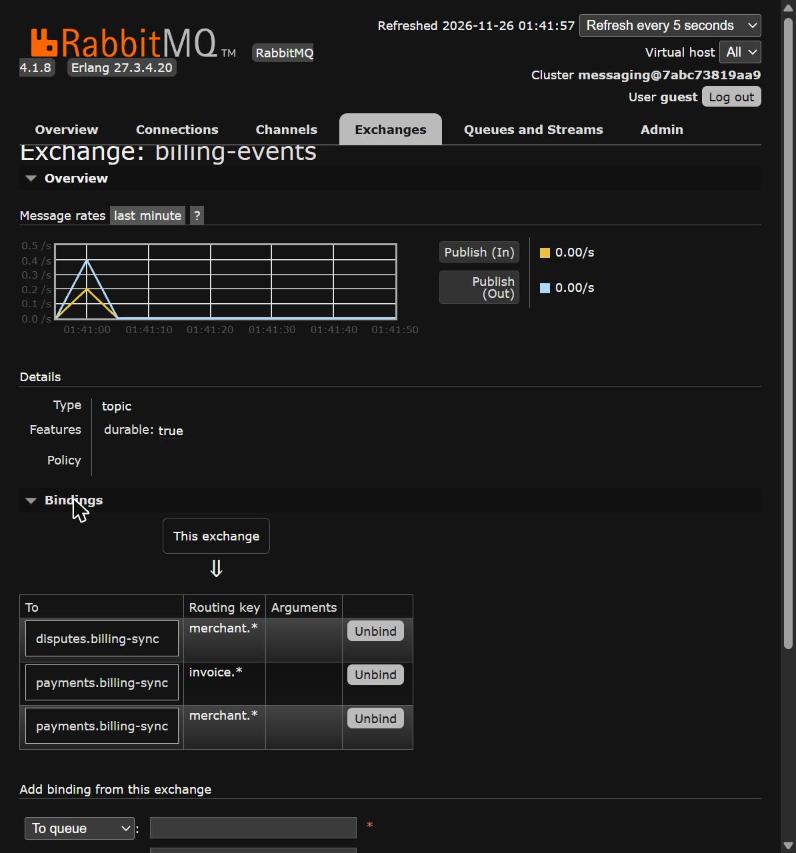 Refreshed 2026-11-26 01:41:57 Refresh every 5 seconds
RabbitMQ TM RabbitMQ
4.1.8 Erlang 27.3.4.20
Virtual host All
Cluster messaging@7abc73819aa9
User guest Log out
Overview Connections Channels Exchanges Queues and Streams Admin
Exchange: billing-events
Overview
Message rates last minute ?
0.5 /s
0.4 /s
0.3 /s
0.2 /s
0.1 /s
0.0 /s
01:41:00 01:41:10 01:41:20 01:41:30 01:41:40 01:41:50
Publish (In) 0.00/s
Publish
(Out) 0.00/s
Details
Type topic
Features durable: true
Policy
Bindings
This exchange
⇓
To Routing key Arguments
disputes.billing-sync merchant.* Unbind
payments.billing-sync invoice.* Unbind
payments.billing-sync merchant.* Unbind
Add binding from this exchange
To queue : *